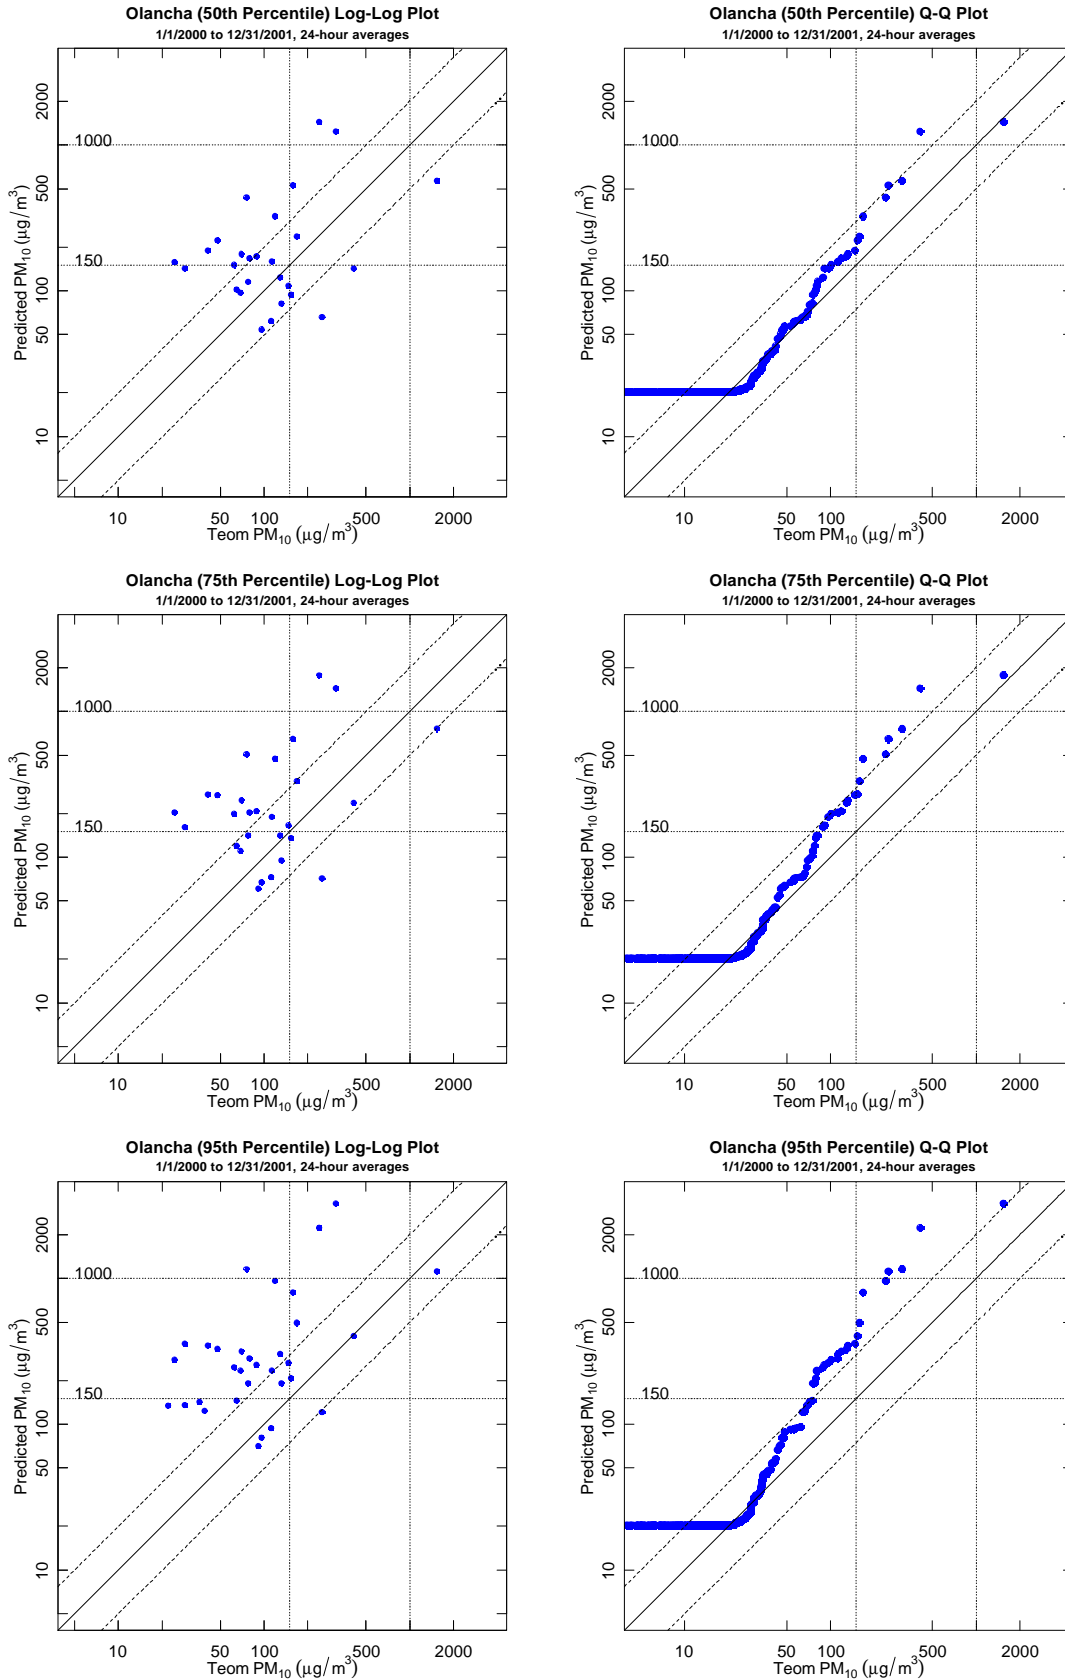 Olancha (50th Percentile) Log-Log Plot
1/1/2000 to 12/31/2001, 24-hour averages
Predicted PM10 (μg/m3)
2000
1000
500
150
100
50
10
10 50 100 500 2000
Teom PM10 (μg/m3)
Olancha (50th Percentile) Q-Q Plot
1/1/2000 to 12/31/2001, 24-hour averages
Predicted PM10 (μg/m3)
2000
1000
500
150
100
50
10
10 50 100 500 2000
Teom PM10 (μg/m3)
Olancha (75th Percentile) Log-Log Plot
1/1/2000 to 12/31/2001, 24-hour averages
Predicted PM10 (μg/m3)
2000
1000
500
150
100
50
10
10 50 100 500 2000
Teom PM10 (μg/m3)
Olancha (75th Percentile) Q-Q Plot
1/1/2000 to 12/31/2001, 24-hour averages
Predicted PM10 (μg/m3)
2000
1000
500
150
100
50
10
10 50 100 500 2000
Teom PM10 (μg/m3)
Olancha (95th Percentile) Log-Log Plot
1/1/2000 to 12/31/2001, 24-hour averages
Predicted PM10 (μg/m3)
2000
1000
500
150
100
50
10
10 50 100 500 2000
Teom PM10 (μg/m3)
Olancha (95th Percentile) Q-Q Plot
1/1/2000 to 12/31/2001, 24-hour averages
Predicted PM10 (μg/m3)
2000
1000
500
150
100
50
10
10 50 100 500 2000
Teom PM10 (μg/m3)